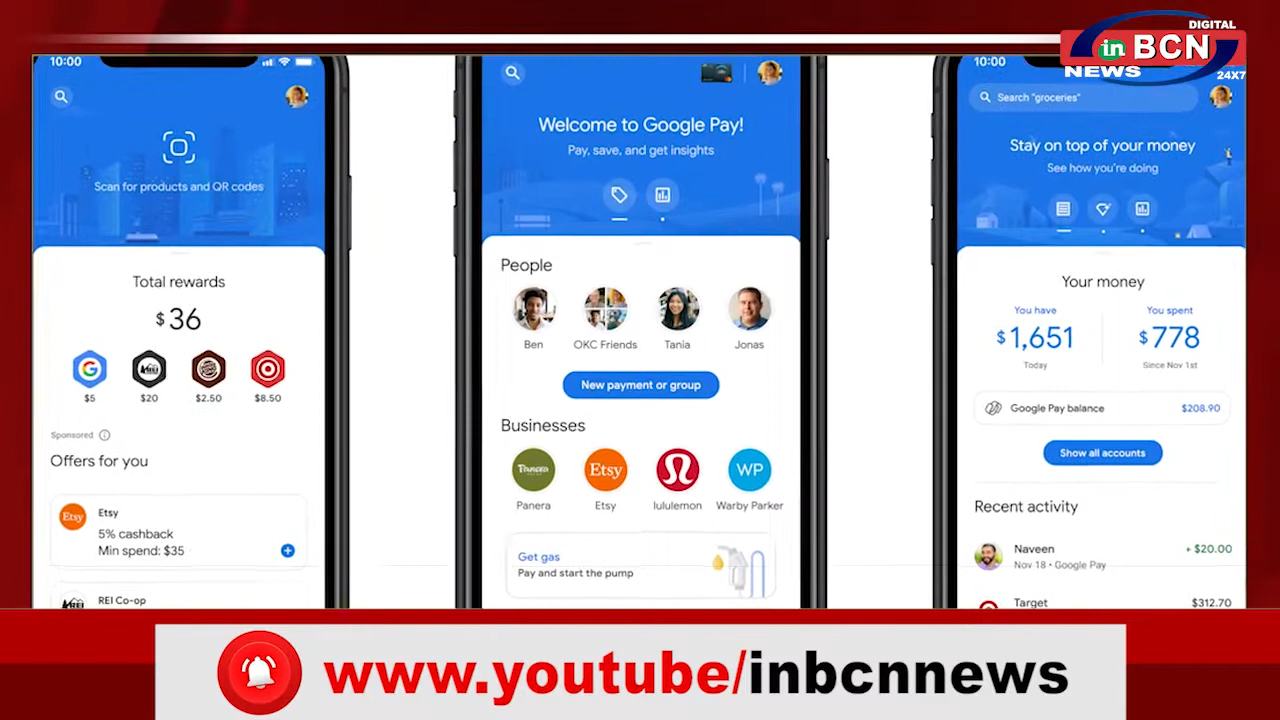 DIGITAL
in BCN
NEWS
24X7
10:00
Scan for products and QR codes
Total rewards
$36
$5
$20
$2.50
$8.50
Sponsored
Offers for you
Etsy
Etsy
5% cashback
Min spend: $35
REI
REI Co-op
Welcome to Google Pay!
Pay, save, and get insights
People
Ben
OKC Friends
Tania
Jonas
New payment or group
Businesses
Panera
Etsy
WP
Panera
Etsy
lululemon
Warby Parker
Get gas
Pay and start the pump
10:00
Search "groceries"
Stay on top of your money
See how you're doing
Your money
You have
$1,651
Today
You spent
$778
Since Nov 1st
Google Pay balance
$208.90
Show all accounts
Recent activity
Naveen
+ $20.00
Nov 18 • Google Pay
Target
$312.70
www.youtube/inbcnnews